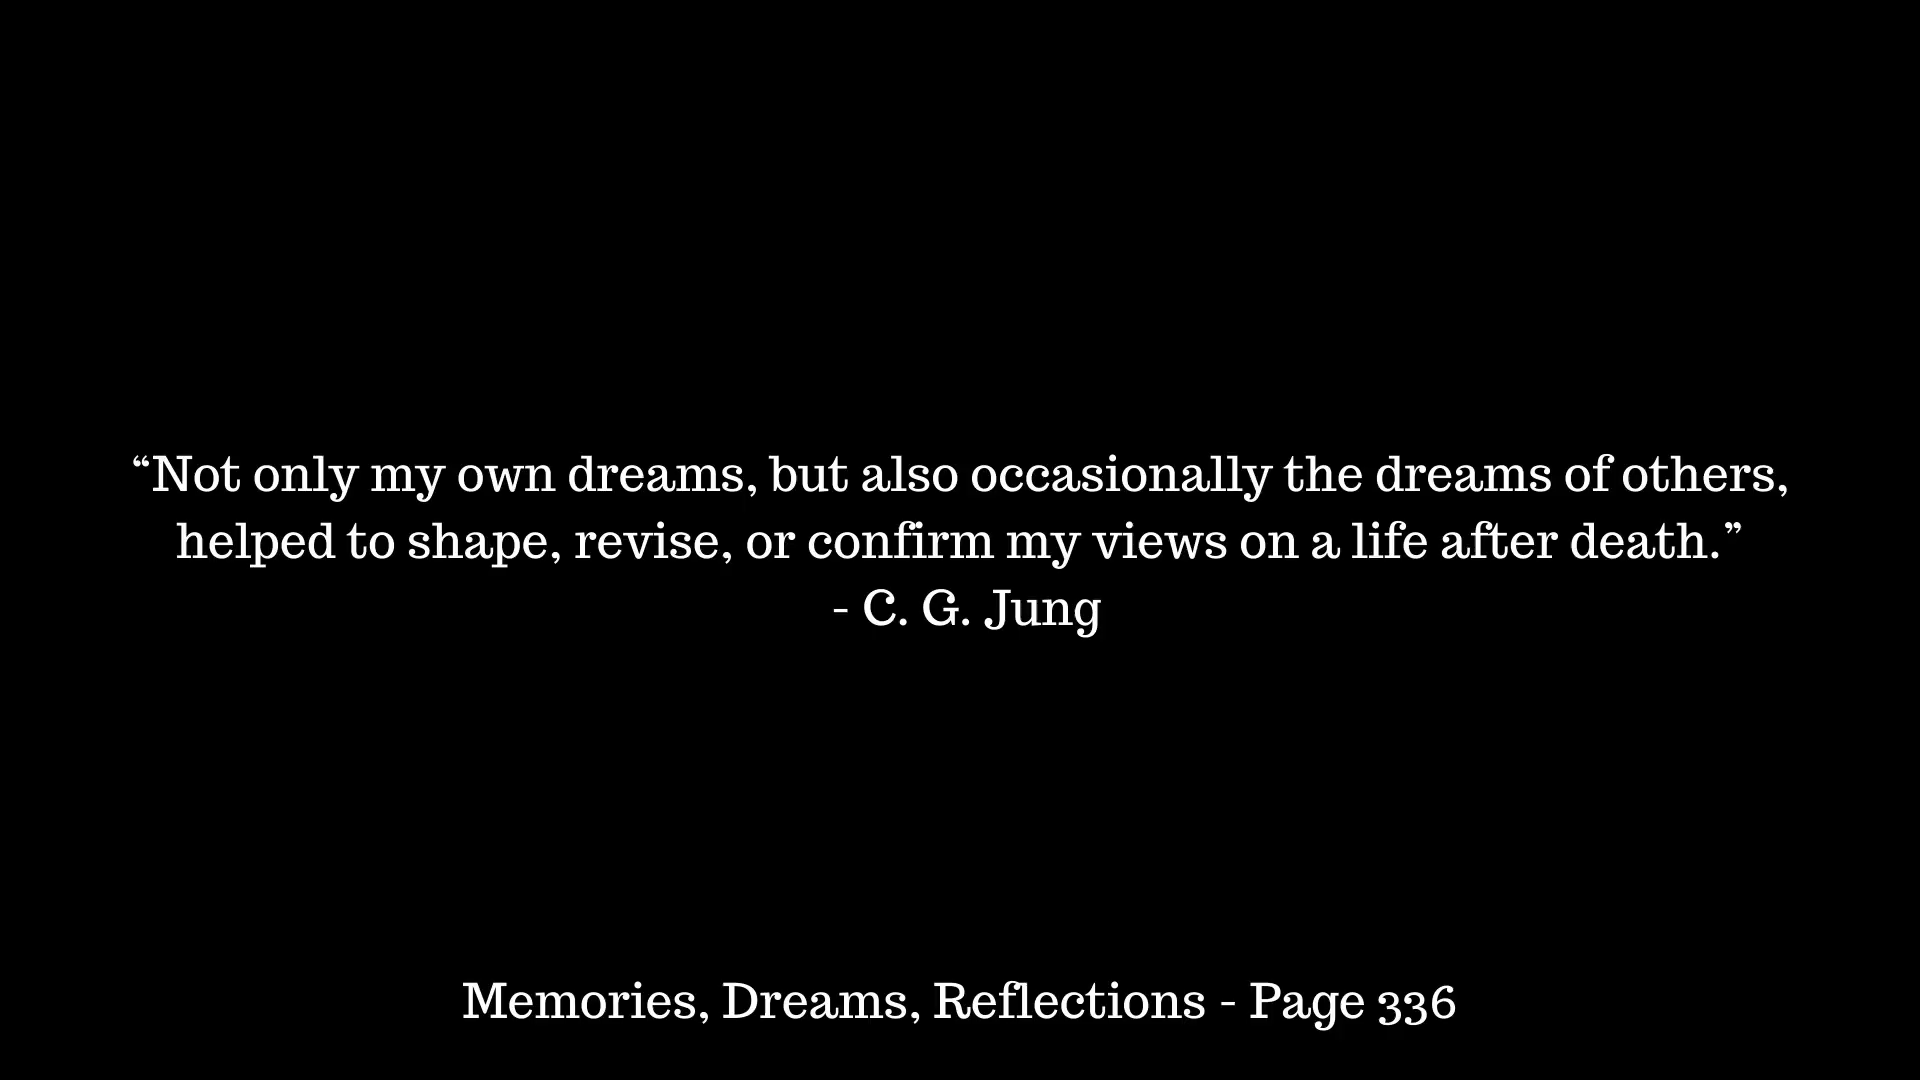 “Not only my own dreams, but also occasionally the dreams of others,
helped to shape, revise, or confirm my views on a life after death.”
- C. G. Jung
Memories, Dreams, Reflections - Page 336